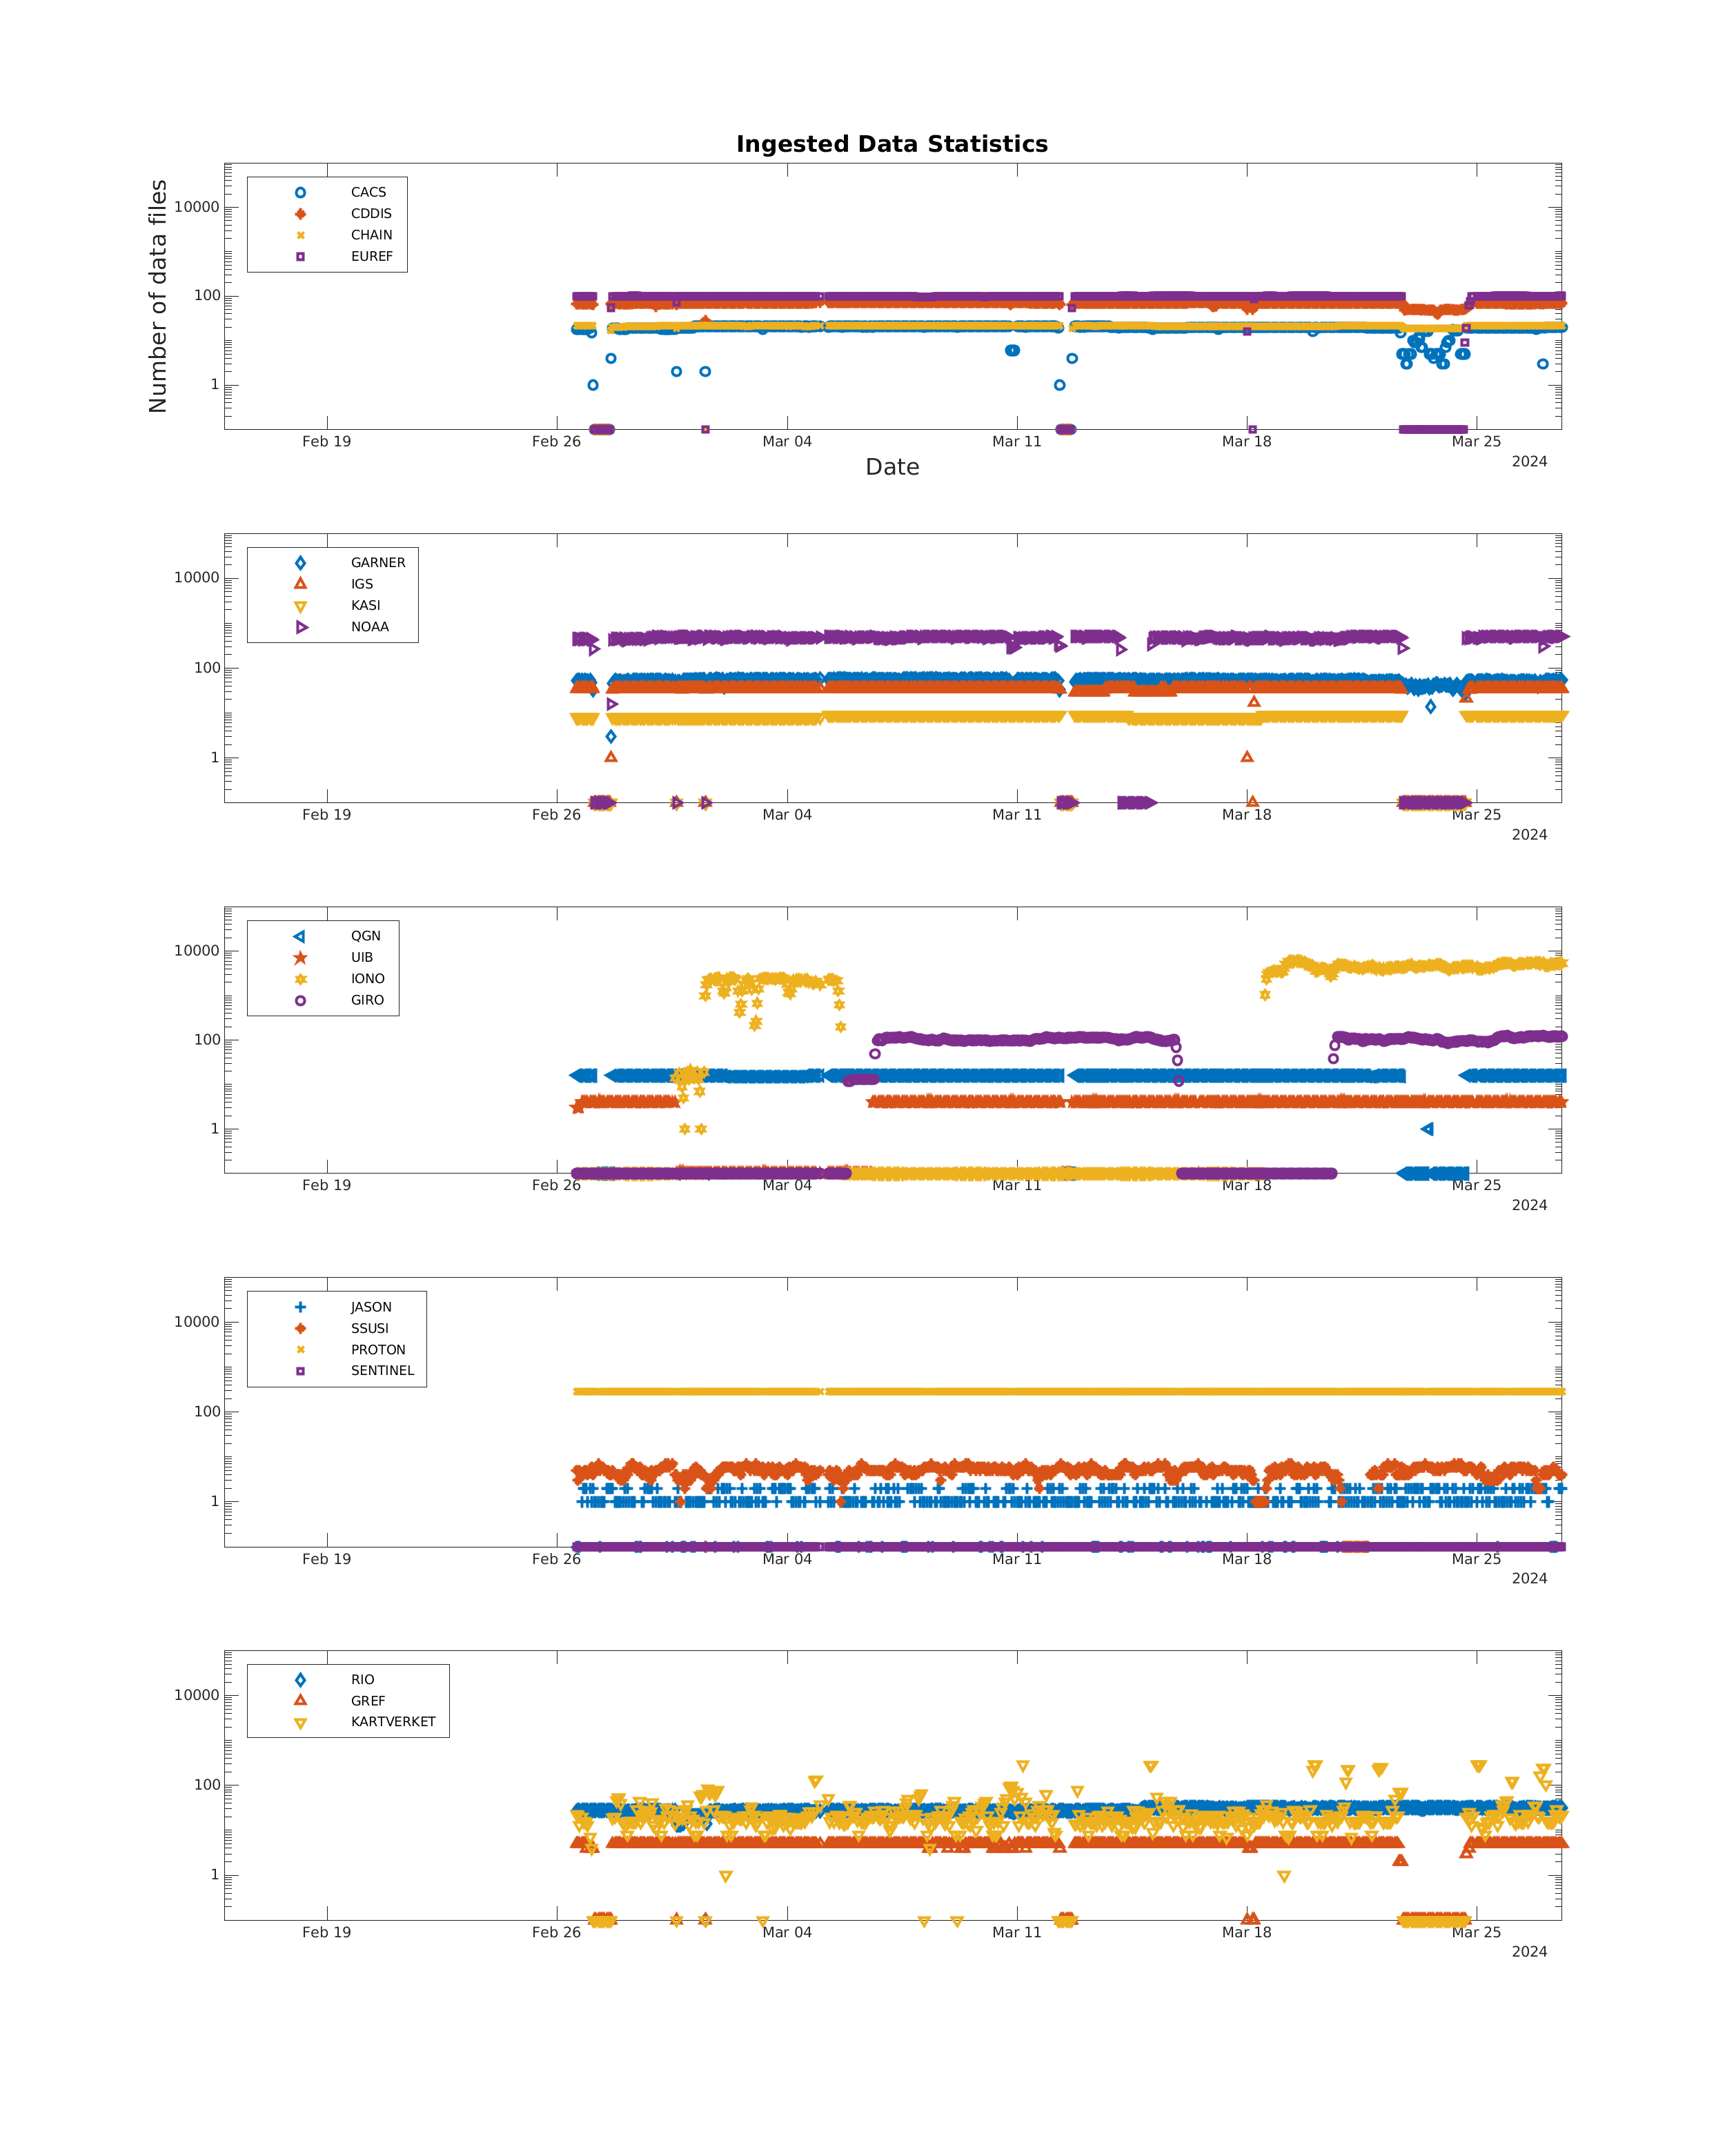 Ingested Data Statistics
Number of data files
CACS
CDDIS
CHAIN
EUREF
10000
100
1
Feb 19 Feb 26 Mar 04 Mar 11 Mar 18 Mar 25
2024
Date
GARNER
IGS
KASI
NOAA
10000
100
1
Feb 19 Feb 26 Mar 04 Mar 11 Mar 18 Mar 25
2024
QGN
UIB
IONO
GIRO
10000
100
1
Feb 19 Feb 26 Mar 04 Mar 11 Mar 18 Mar 25
2024
JASON
SSUSI
PROTON
SENTINEL
10000
100
1
Feb 19 Feb 26 Mar 04 Mar 11 Mar 18 Mar 25
2024
RIO
GREF
KARTVERKET
10000
100
1
Feb 19 Feb 26 Mar 04 Mar 11 Mar 18 Mar 25
2024